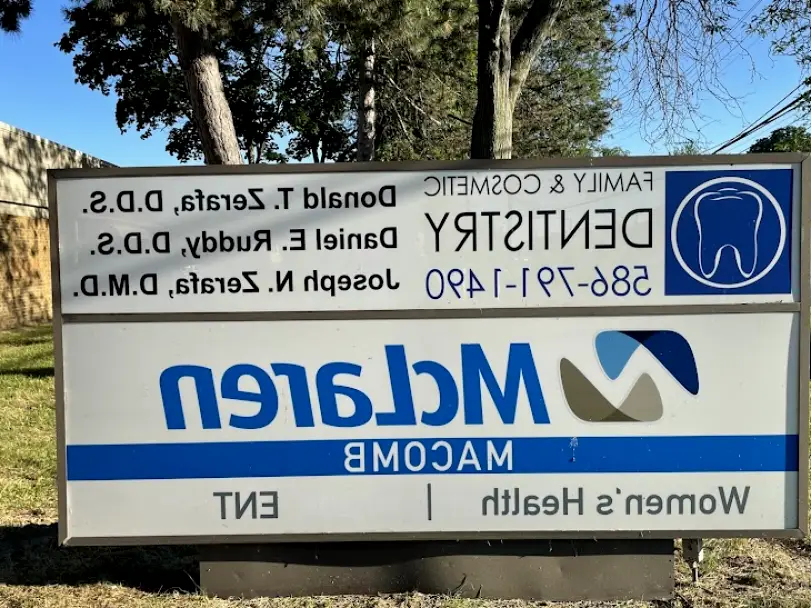 FAMILY & COSMETIC
DENTISTRY
586-791-1490
Donald T. Zerafa, D.D.S.
Daniel E. Ruddy, D.D.S.
Joseph N. Zerafa, D.M.D.
McLaren
MACOMB
Women's Health | ENT